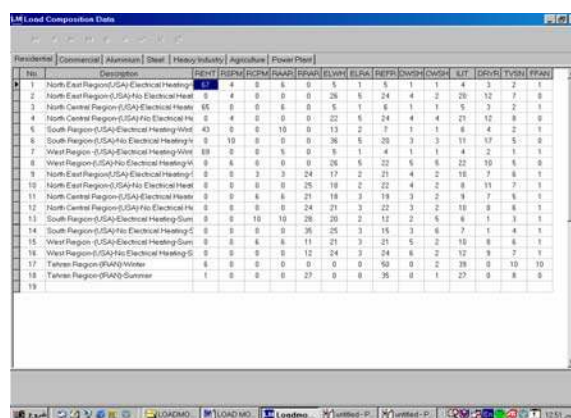 Load Composition Data
Residential Commercial Aluminium Steel Heavy Industry Agriculture Power Plant
No. Description REHT RSPM RCPM RAAR RRAR ELWH ELRA REFR DWSH CWSH ILIT DRYR TVSN FFAN
1 North East Region(USA)-Electrical Heating- 57 4 0 6 0 5 1 5 1 1 4 3 2 1
2 North East Region(USA)-No Electrical Heat 0 4 0 0 0 26 5 24 4 2 20 12 7 0
3 North Central Region(USA)-Electrical Heatin 65 0 0 6 0 5 1 6 1 1 5 3 2 1
4 North Central Region(USA)-No Electrical He 0 4 0 0 0 22 5 24 4 4 21 12 8 0
5 South Region-(USA)-Electrical Heating-Wint 43 0 0 10 0 13 2 7 1 1 6 4 2 1
6 South Region-(USA)-No Electrical Heating-V 0 10 0 0 0 36 5 20 3 3 11 17 5 0
7 West Region-(USA)-Electrical Heating-Wint 69 0 0 5 0 5 1 4 1 1 4 2 1 1
8 West Region(USA)-No Electrical Heating-W 0 6 0 0 0 26 5 22 5 5 22 10 5 0
9 North East Region(USA)-Electrical Heating-S 0 0 3 3 24 17 2 21 4 2 10 7 6 1
10 North East Region-(USA)-No Electrical Heat 0 0 0 0 25 18 2 22 4 2 8 11 7 1
11 North Central Region(USA)-Electrical Heatin 0 0 6 6 21 18 3 19 3 2 9 7 5 1
12 North Central Region(USA)-No Electrical He 0 0 0 0 24 21 3 22 3 2 10 8 6 1
13 South Region-(USA)-Electrical Heating-Sum 0 0 10 10 28 20 2 12 2 5 6 1 3 1
14 South Region-(USA)-No Electrical Heating-S 0 0 0 0 35 25 3 15 3 6 7 1 4 1
15 West Region -(USA)-Electrical Heating-Sum 0 0 6 6 11 21 3 21 5 2 10 8 6 1
16 West Region-(USA)-No Electrical Heating-S 0 0 0 0 12 24 3 24 6 2 12 9 7 1
17 Tehran Region-(IRAN)-Winter 6 0 0 0 0 0 0 50 0 2 39 0 10 10
18 Tehran Region-(IRAN)-Summer 1 0 0 0 27 0 0 35 0 1 27 0 8 0
19
LOADMO... LOAD MO... Loadmo... untitled - P... untitled - P... 12:51